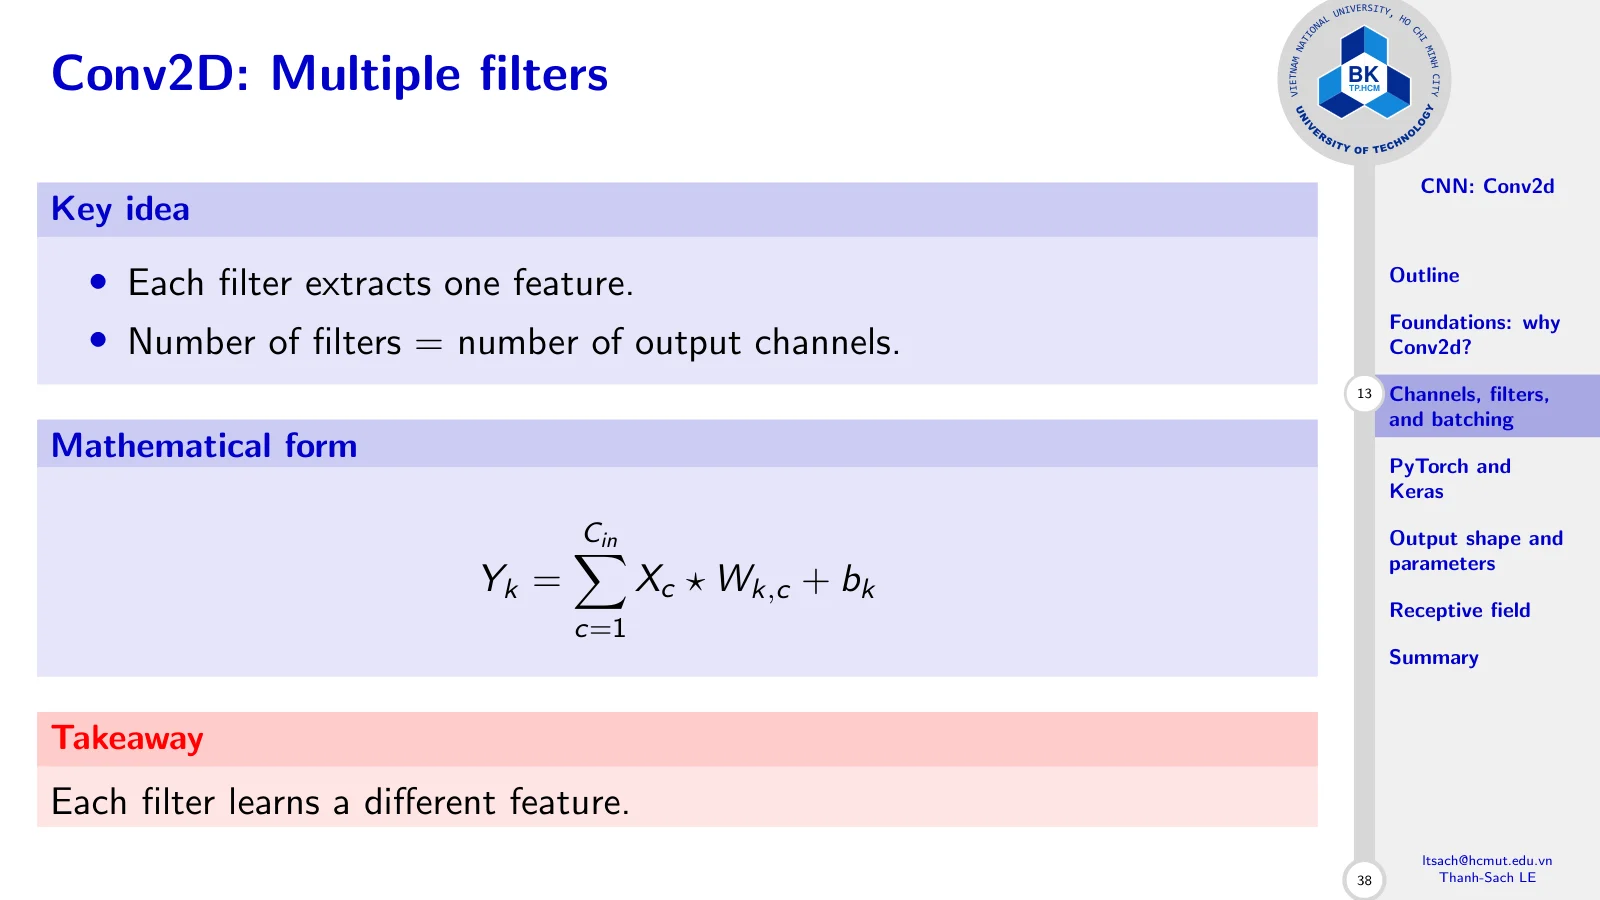 Conv2D: Multiple filters
VIETNAM NATIONAL UNIVERSITY, HO CHI MINH CITY
BK
TP.HCM
UNIVERSITY OF TECHNOLOGY
Key idea
• Each filter extracts one feature.
• Number of filters = number of output channels.
Mathematical form
Y_k = \sum_{c=1}^{C_{in}} X_c ⋆ W_{k,c} + b_k
Takeaway
Each filter learns a different feature.
CNN: Conv2d
Outline
Foundations: why
Conv2d?
13
Channels, filters,
and batching
PyTorch and
Keras
Output shape and
parameters
Receptive field
Summary
ltsach@hcmut.edu.vn
Thanh-Sach LE
38